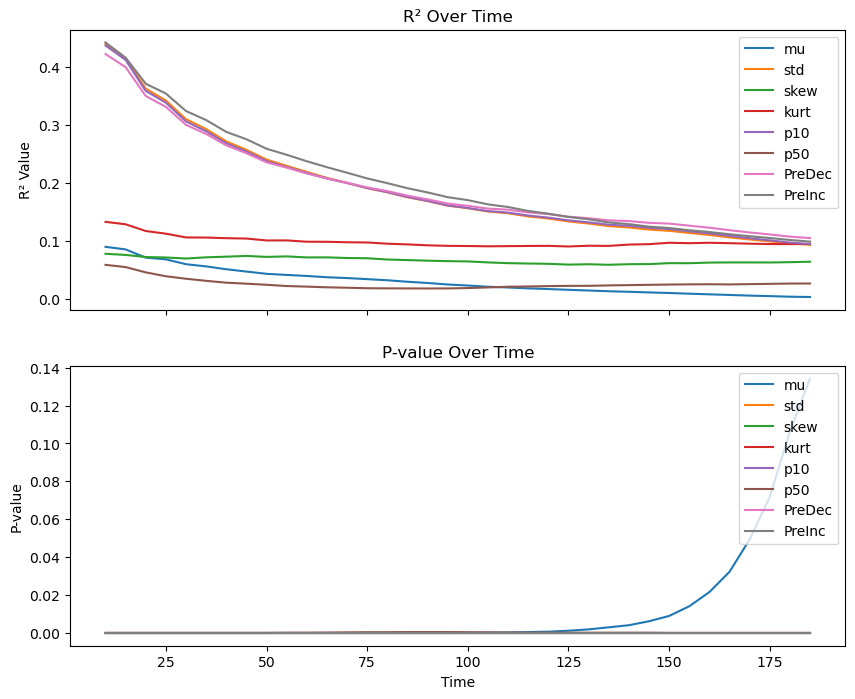 R² Over Time
R² Value
0.4
0.3
0.2
0.1
0.0
mu
std
skew
kurt
p10
p50
PreDec
PreInc
P-value Over Time
P-value
0.14
0.12
0.10
0.08
0.06
0.04
0.02
0.00
mu
std
skew
kurt
p10
p50
PreDec
PreInc
25 50 75 100 125 150 175
Time